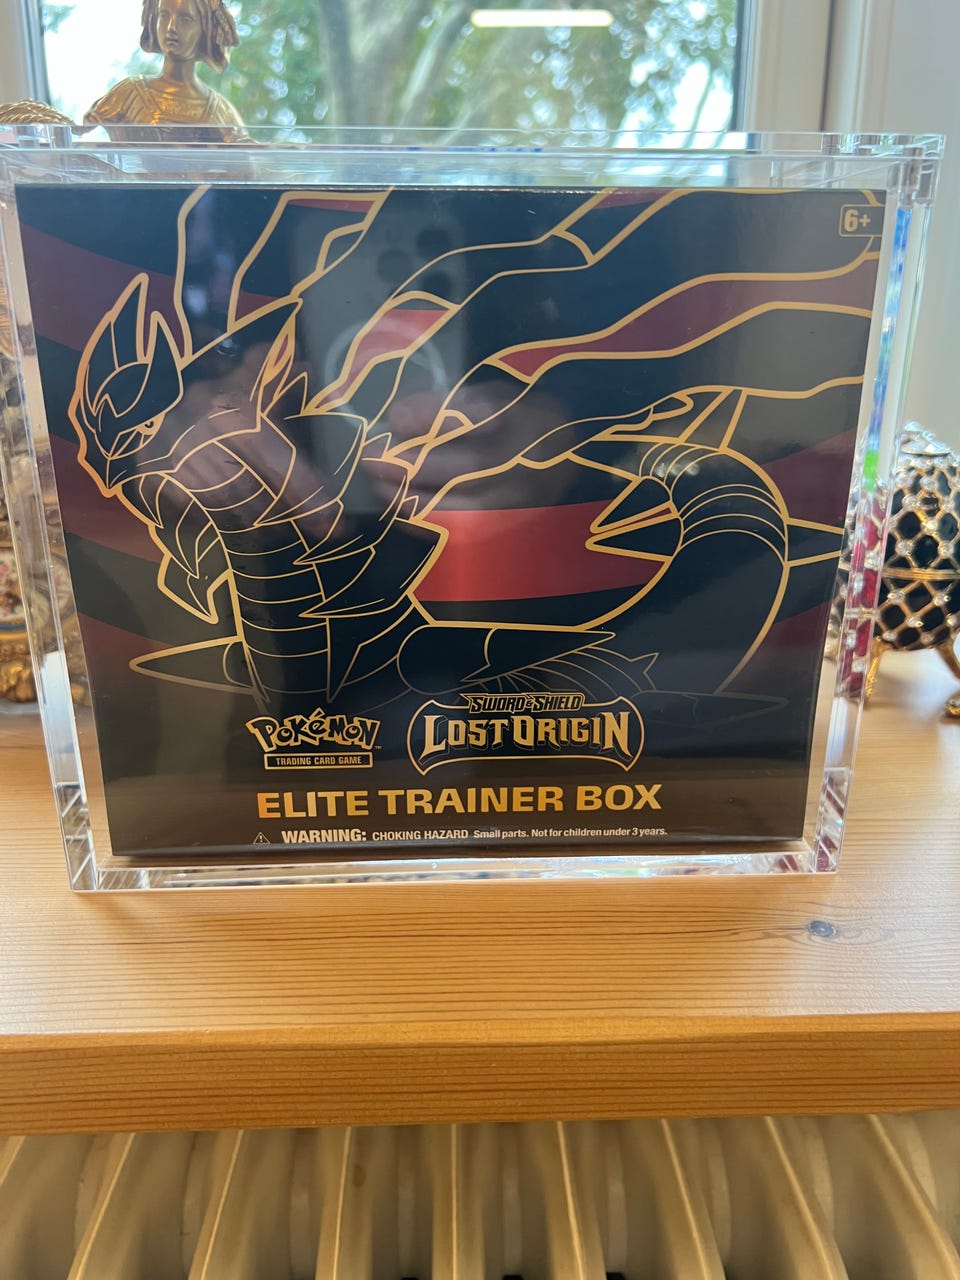 6+
SWORD & SHIELD
POKÉMON™ LOST ORIGIN
TRADING CARD GAME
ELITE TRAINER BOX
⚠ WARNING: CHOKING HAZARD Small parts. Not for children under 3 years.